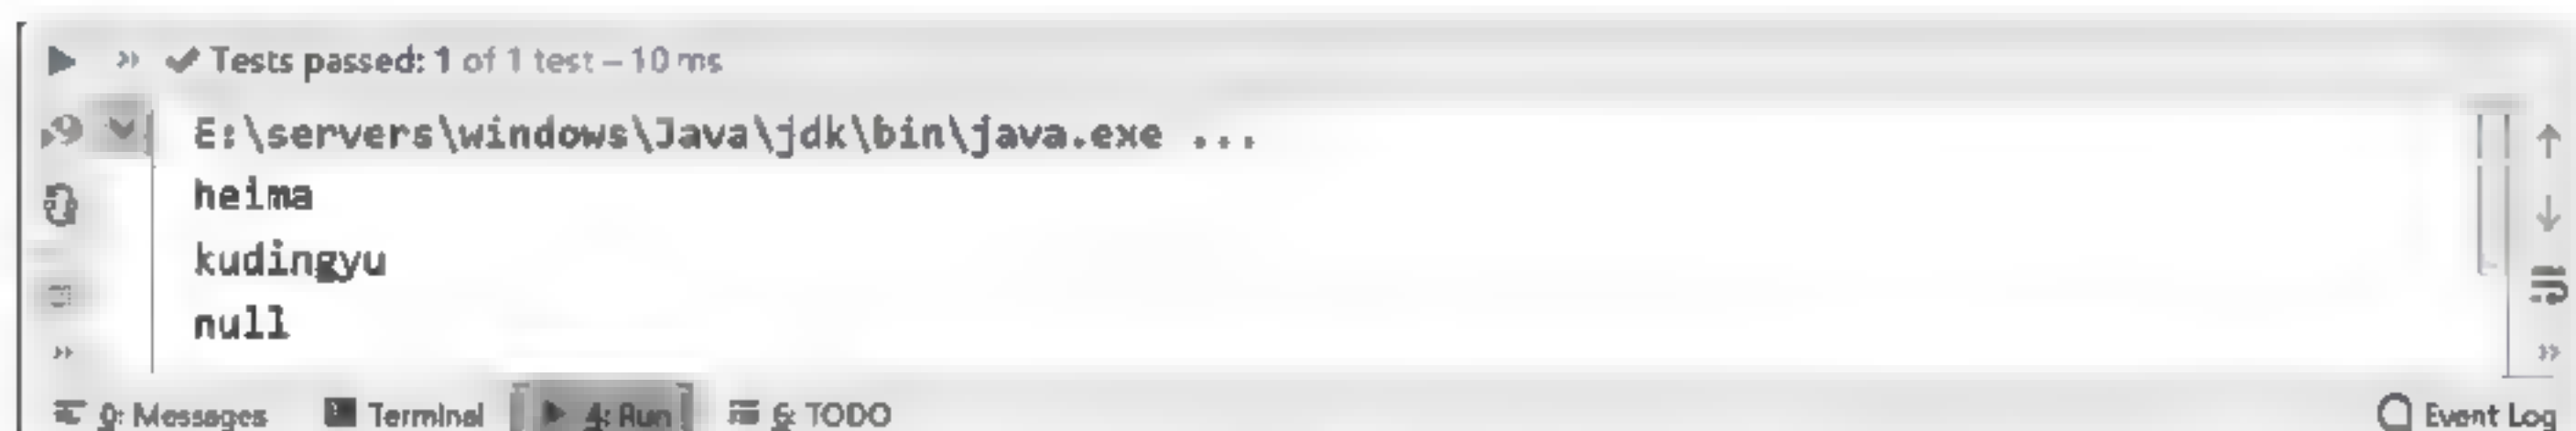 Tests passed: 1 of 1 test – 10 ms
E:\servers\windows\Java\jdk\bin\java.exe ...
heima
kudingyu
null
0: Messages Terminal 4: Run 6: TODO Event Log